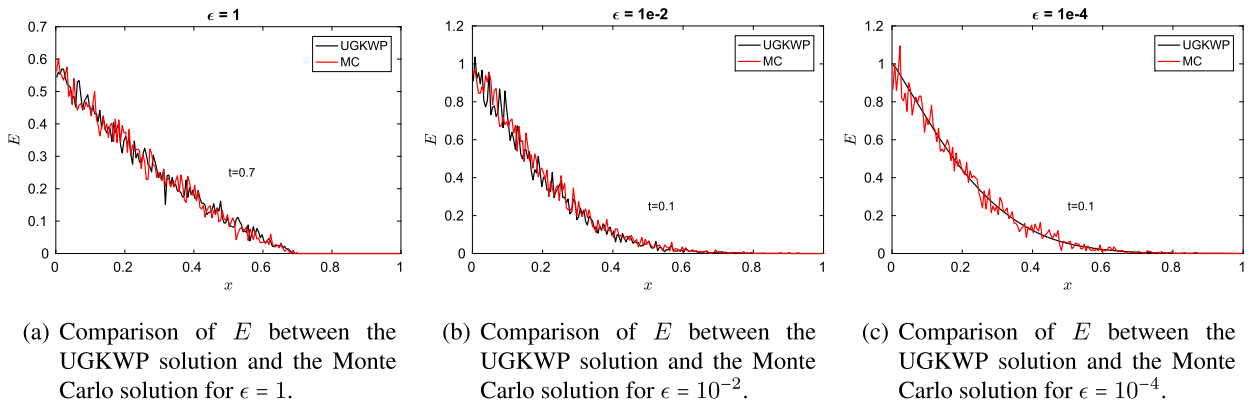 ϵ = 1
0.7
0.6
0.5
0.4
0.3
0.2
0.1
0
E
UGKWP
MC
t=0.7
0
0.2
0.4
0.6
0.8
1
x
ϵ = 1e-2
1.2
1
0.8
0.6
0.4
0.2
0
E
UGKWP
MC
t=0.1
0
0.2
0.4
0.6
0.8
1
x
ϵ = 1e-4
1.2
1
0.8
0.6
0.4
0.2
0
E
UGKWP
MC
t=0.1
0
0.2
0.4
0.6
0.8
1
x
(a) Comparison of E between the
UGKWP solution and the Monte
Carlo solution for ϵ = 1.
(b) Comparison of E between the
UGKWP solution and the Monte
Carlo solution for ϵ = 10⁻².
(c) Comparison of E between the
UGKWP solution and the Monte
Carlo solution for ϵ = 10⁻⁴.